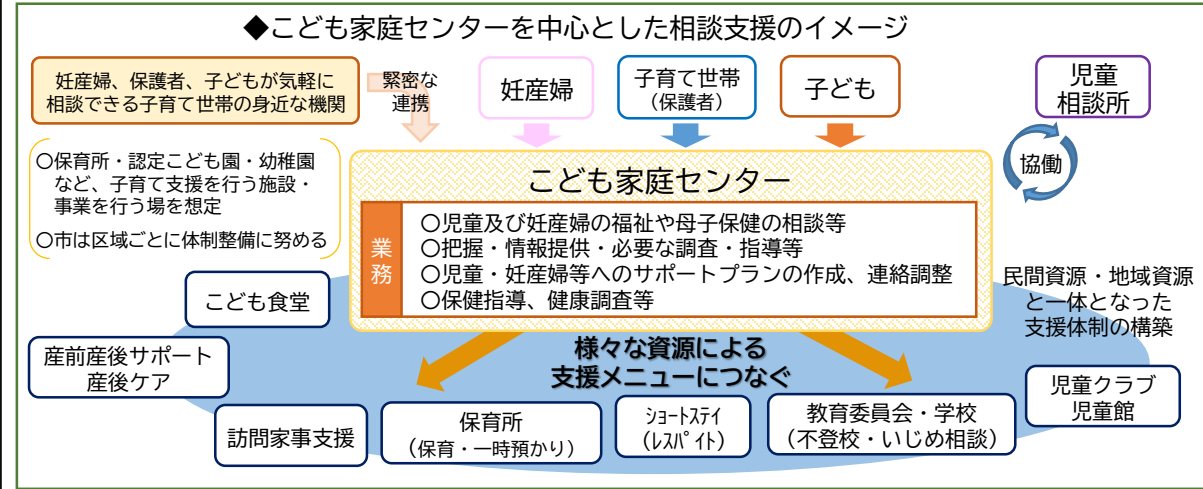 ◆こども家庭センターを中心とした相談支援のイメージ
妊産婦、保護者、子どもが気軽に
相談できる子育て世帯の身近な機関
緊密な
連携
妊産婦
子育て世帯
（保護者）
子ども
児童
相談所
協働
〇保育所・認定こども園・幼稚園
など、子育て支援を行う施設・
事業を行う場を想定
〇市は区域ごとに体制整備に努める
こども家庭センター
業務
〇児童及び妊産婦の福祉や母子保健の相談等
〇把握・情報提供・必要な調査・指導等
〇児童・妊産婦等へのサポートプランの作成、連絡調整
〇保健指導、健康調査等
民間資源・地域資源
と一体となった
支援体制の構築
様々な資源による
支援メニューにつなぐ
こども食堂
産前産後サポート
産後ケア
訪問家事支援
保育所
（保育・一時預かり）
ｼｮｰﾄｽﾃｲ
（ﾚｽﾊﾟｲﾄ）
教育委員会・学校
（不登校・いじめ相談）
児童クラブ
児童館